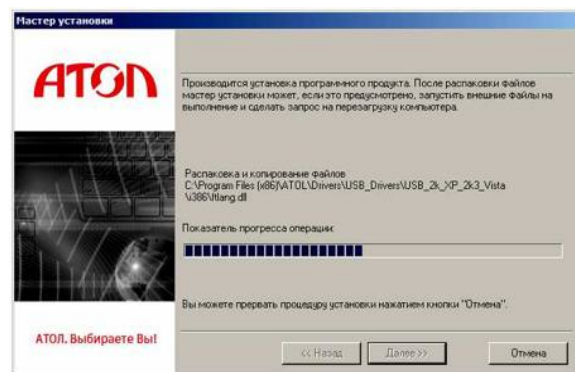 Мастер установки
АТОЛ
Производится установка программного продукта. После распаковки файлов
мастер установки может, если это предусмотрено, запустить внешние файлы на
выполнение и сделать запрос на перезагрузку компьютера.
Распаковка и копирование файлов
C:\Program Files (x86)\ATOL\Drivers\USB_Drivers\USB_2k_XP_2k3_Vista
\i386\ftlang.dll
Показатель прогресса операции:
Вы можете прервать процедуру установки нажатием кнопки "Отмена".
АТОЛ. Выбираете Вы!
<< Назад
Далее >>
Отмена